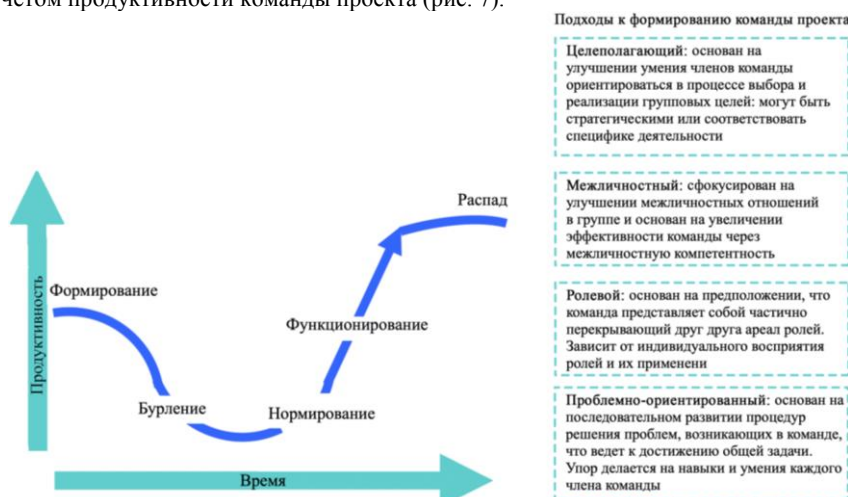 четом продуктивности команды проекта (рис. 7).
Подходы к формированию команды проекта
Целеполагающий: основан на
улучшении умения членов команды
ориентироваться в процессе выбора и
реализации групповых целей: могут быть
стратегическими или соответствовать
специфике деятельности
Межличностный: сфокусирован на
улучшении межличностных отношений
в группе и основан на увеличении
эффективности команды через
межличностную компетентность
Ролевой: основан на предположении, что
команда представляет собой частично
перекрывающий друг друга ареал ролей.
Зависит от индивидуального восприятия
ролей и их применени
Проблемно-ориентированный: основан на
последовательном развитии процедур
решения проблем, возникающих в команде,
что ведет к достижению общей задачи.
Упор делается на навыки и умения каждого
члена команды
Продуктивность
Формирование
Бурление
Нормирование
Функционирование
Распад
Время